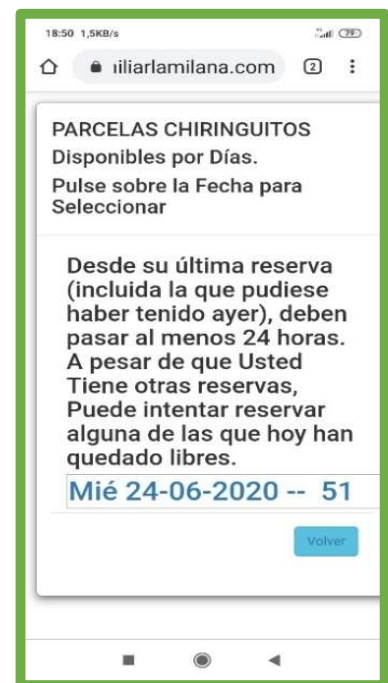 18:50 1,5KB/s 79
iliarlamilana.com 2
PARCELAS CHIRINGUITOS
Disponibles por Días.
Pulse sobre la Fecha para
Seleccionar
Desde su última reserva
(incluida la que pudiese
haber tenido ayer), deben
pasar al menos 24 horas.
A pesar de que Usted
Tiene otras reservas,
Puede intentar reservar
alguna de las que hoy han
quedado libres.
Mié 24-06-2020 -- 51
Volver